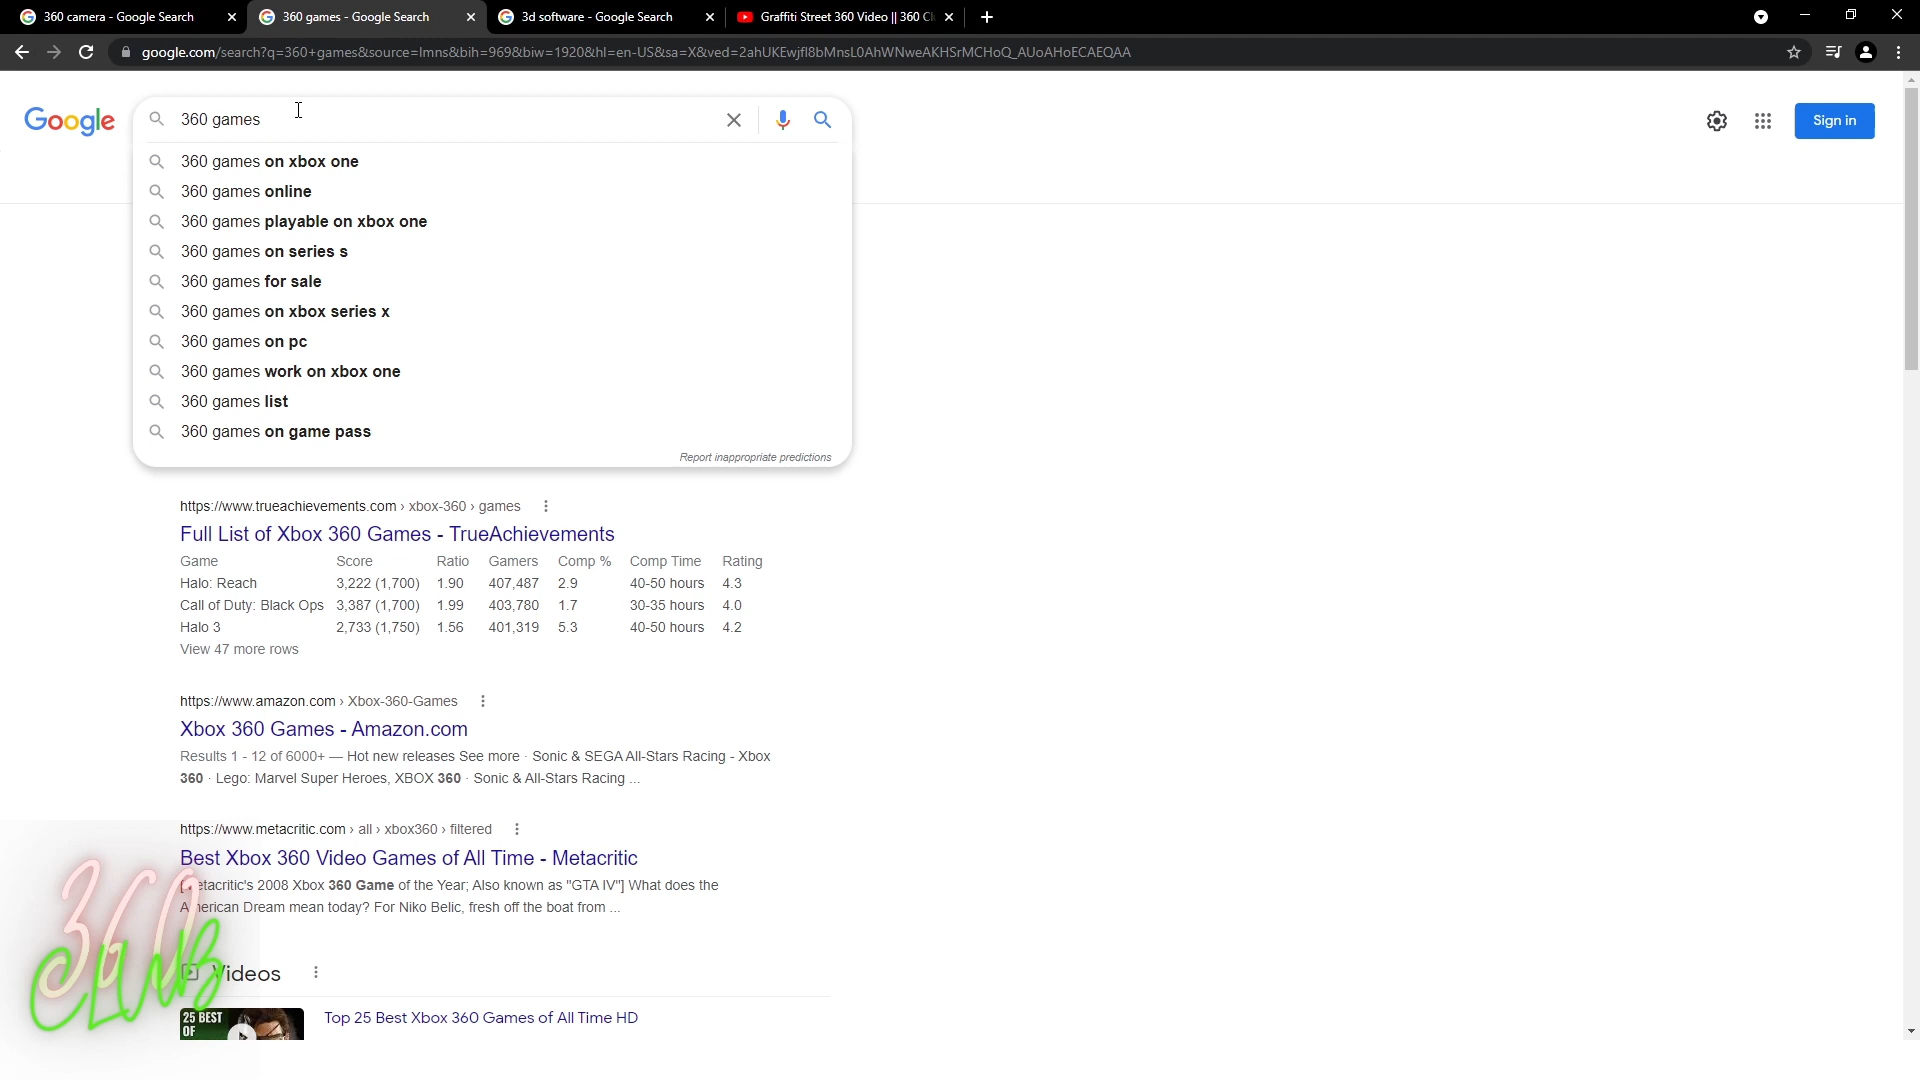 360 camera - Google Search
360 games - Google Search
3d software - Google Search
Graffiti Street 360 Video || 360 Cl
google.com/search?q=360+games&source=lmns&bih=969&biw=1920&hl=en-US&sa=X&ved=2ahUKEwjfl8bMnsL0AhWNweAKHSrMCHoQ_AUoAHoECAEQAA
Google
360 games
Sign in
360 games on xbox one
360 games online
360 games playable on xbox one
360 games on series s
360 games for sale
360 games on xbox series x
360 games on pc
360 games work on xbox one
360 games list
360 games on game pass
Report inappropriate predictions
https://www.trueachievements.com › xbox-360 › games
Full List of Xbox 360 Games - TrueAchievements
Game Score Ratio Gamers Comp % Comp Time Rating
Halo: Reach 3,222 (1,700) 1.90 407,487 2.9 40-50 hours 4.3
Call of Duty: Black Ops 3,387 (1,700) 1.99 403,780 1.7 30-35 hours 4.0
Halo 3 2,733 (1,750) 1.56 401,319 5.3 40-50 hours 4.2
View 47 more rows
https://www.amazon.com › Xbox-360-Games
Xbox 360 Games - Amazon.com
Results 1 - 12 of 6000+ — Hot new releases See more · Sonic & SEGA All-Stars Racing - Xbox
360 · Lego: Marvel Super Heroes, XBOX 360 · Sonic & All-Stars Racing ...
https://www.metacritic.com › all › xbox360 › filtered
Best Xbox 360 Video Games of All Time - Metacritic
[Metacritic's 2008 Xbox 360 Game of the Year; Also known as "GTA IV"] What does the
American Dream mean today? For Niko Belic, fresh off the boat from ...
360
CLUB
Videos
25 BEST
OF
Top 25 Best Xbox 360 Games of All Time HD